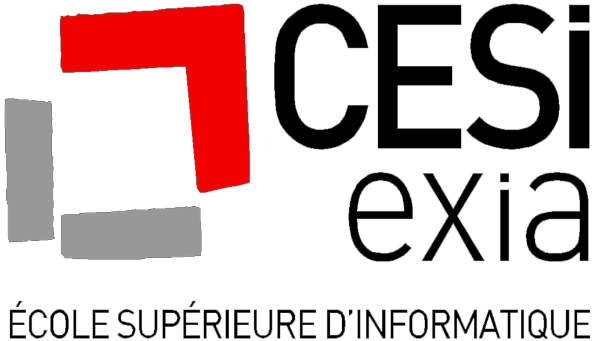 CESi
exia
ÉCOLE SUPÉRIEURE D'INFORMATIQUE